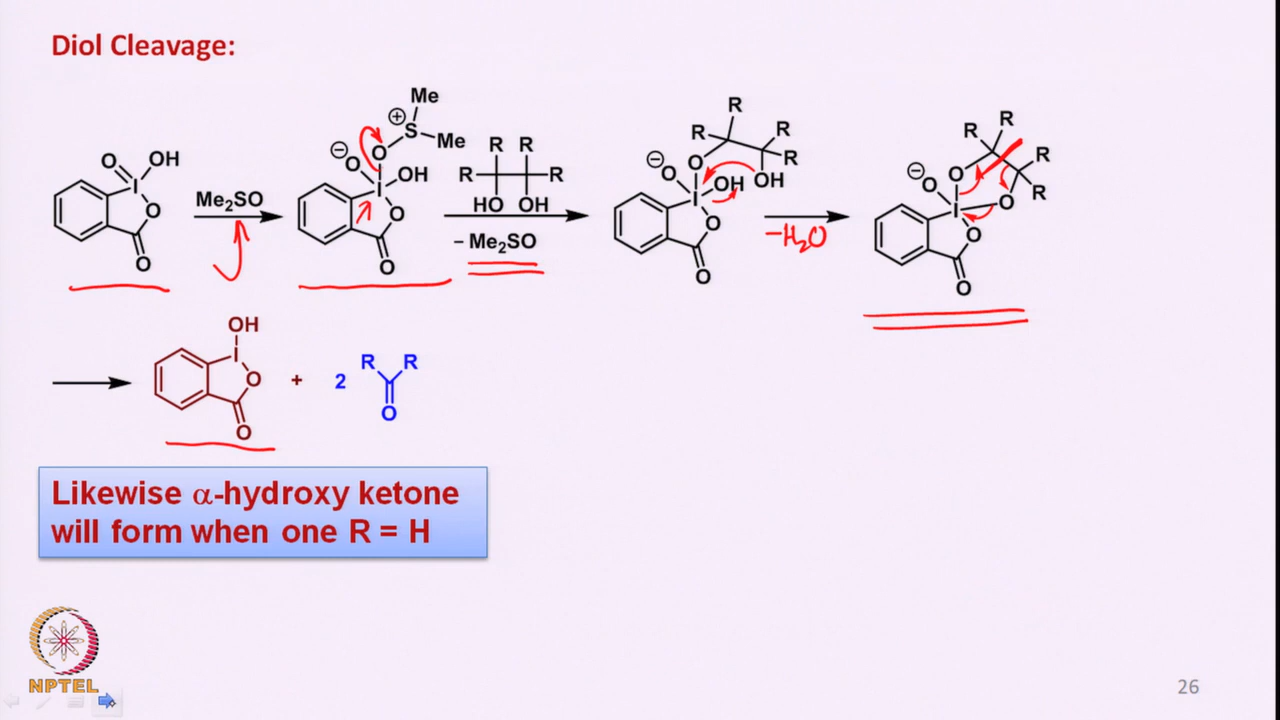 Diol Cleavage:
Me
⊕
S
Me
⊖
O
O
OH
I
O
O
O
OH
I
O
O
Me₂SO
R R
R R
HO OH
– Me₂SO
R
R
R
R
O
OH
⊖
O
OH
I
O
O
–H₂O
R
R
R
R
O
O
⊖
O
I
O
O
OH
I
O
O
+
2
R R
O
Likewise α-hydroxy ketone
will form when one R = H
NPTEL
26